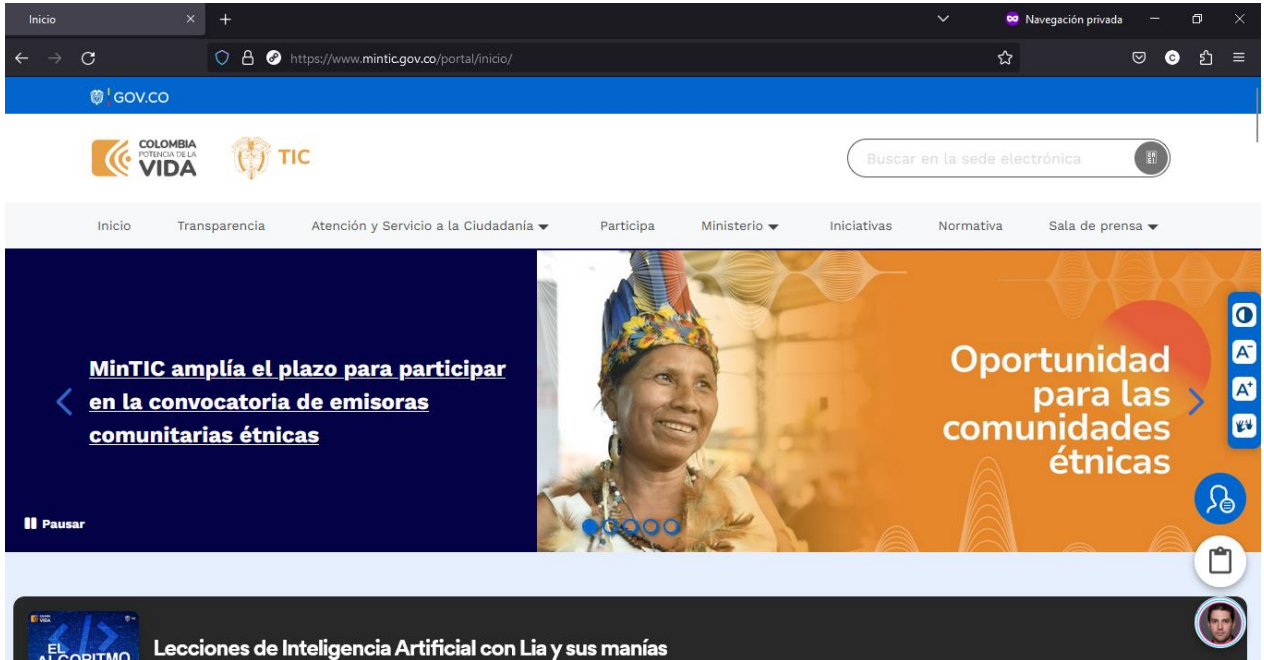 Inicio
Navegación privada
https://www.mintic.gov.co/portal/inicio/
GOV.CO
COLOMBIA
POTENCIA DE LA
VIDA
TIC
Buscar en la sede electrónica
Inicio Transparencia Atención y Servicio a la Ciudadanía Participa Ministerio Iniciativas Normativa Sala de prensa
MinTIC amplía el plazo para participar
en la convocatoria de emisoras
comunitarias étnicas
Oportunidad
para las
comunidades
étnicas
A-
A+
Pausar
EL
ALGORITMO
Lecciones de Inteligencia Artificial con Lia y sus manías